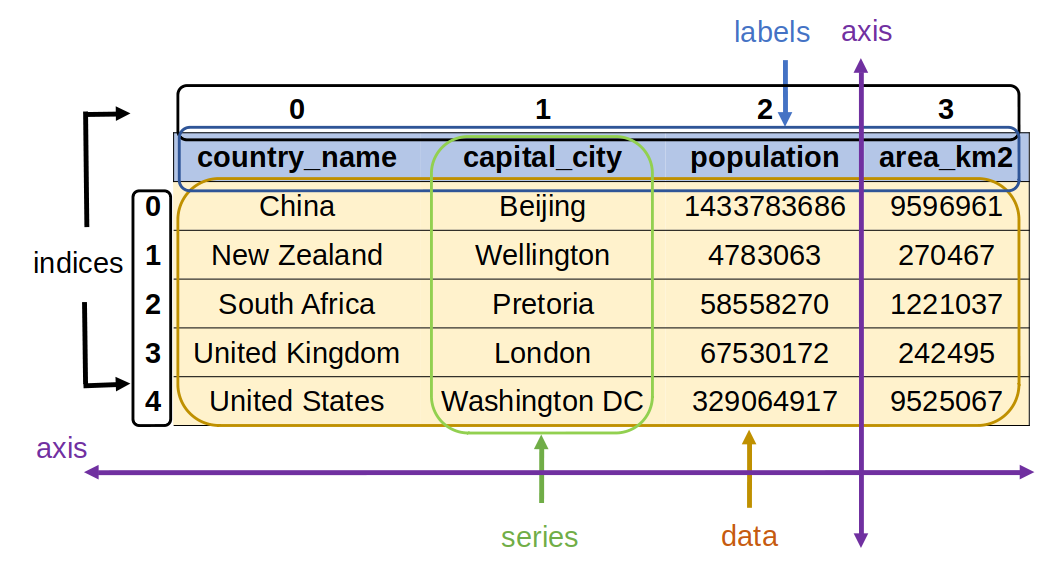 labels axis
0 1 2 3
country_name capital_city population area_km2
0 China Beijing 1433783686 9596961
1 New Zealand Wellington 4783063 270467
indices
2 South Africa Pretoria 58558270 1221037
3 United Kingdom London 67530172 242495
4 United States Washington DC 329064917 9525067
axis
series data